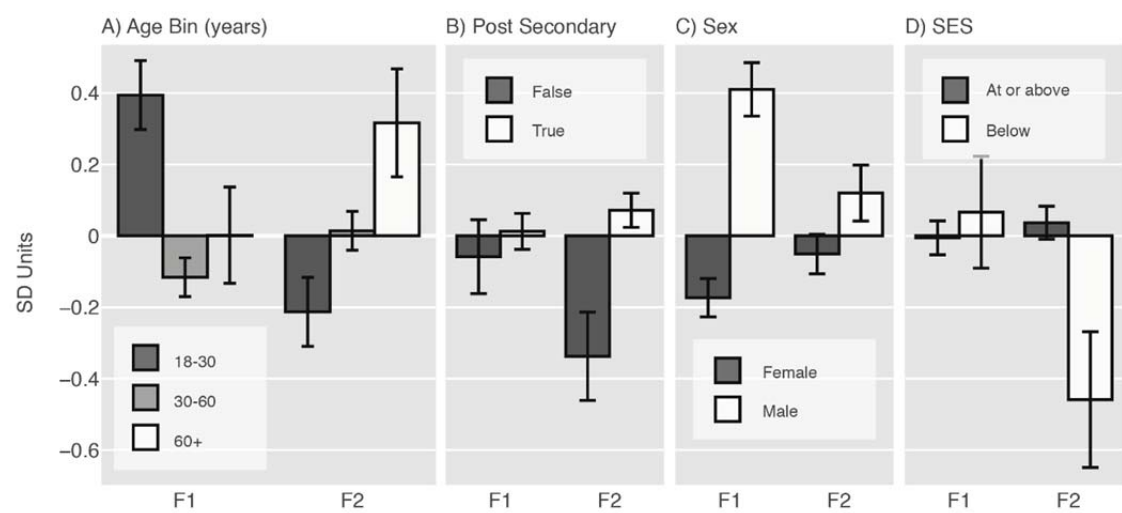 A) Age Bin (years)
B) Post Secondary
C) Sex
D) SES
SD Units
0.4
0.2
0
−0.2
−0.4
−0.6
18-30
30-60
60+
False
True
Female
Male
At or above
Below
F1
F2
F1
F2
F1
F2
F1
F2